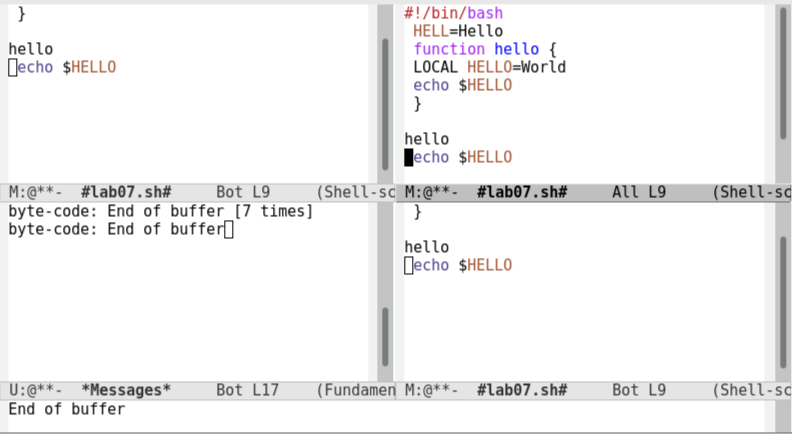 }
hello
echo $HELLO
M:@**-  #lab07.sh#     Bot L9     (Shell-sc
#!/bin/bash
HELL=Hello
function hello {
LOCAL HELLO=World
echo $HELLO
}
hello
echo $HELLO
M:@**-  #lab07.sh#     All L9     (Shell-sc
byte-code: End of buffer [7 times]
byte-code: End of buffer
U:@**-  *Messages*     Bot L17    (Fundamen
}
hello
echo $HELLO
M:@**-  #lab07.sh#     Bot L9     (Shell-sc
End of buffer